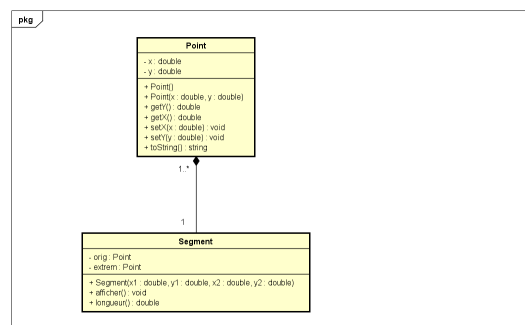 pkg
Point
- x : double
- y : double
+ Point()
+ Point(x : double, y : double)
+ getY() : double
+ getX() : double
+ setX(x : double) : void
+ setY(y : double) : void
+ toString() : string
1..*
1
Segment
- orig : Point
- extrem : Point
+ Segment(x1 : double, y1 : double, x2 : double, y2 : double)
+ afficher() : void
+ longueur() : double